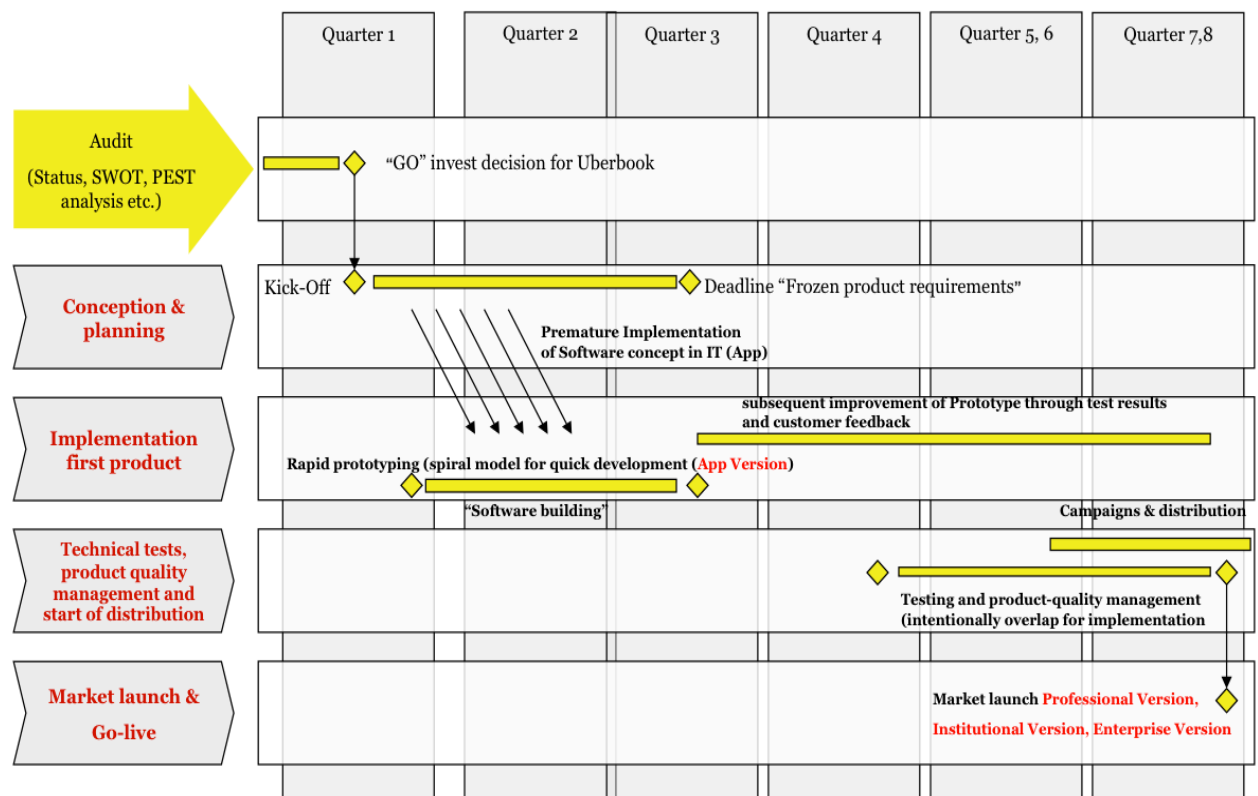 Quarter 1
Quarter 2
Quarter 3
Quarter 4
Quarter 5, 6
Quarter 7,8
Audit
(Status, SWOT, PEST
analysis etc.)
“GO” invest decision for Uberbook
Conception &
planning
Kick-Off
Deadline “Frozen product requirements”
Premature Implementation
of Software concept in IT (App)
Implementation
first product
subsequent improvement of Prototype through test results
and customer feedback
Rapid prototyping (spiral model for quick development (App Version)
“Software building”
Campaigns & distribution
Technical tests,
product quality
management and
start of distribution
Testing and product-quality management
(intentionally overlap for implementation
Market launch &
Go-live
Market launch Professional Version,
Institutional Version, Enterprise Version